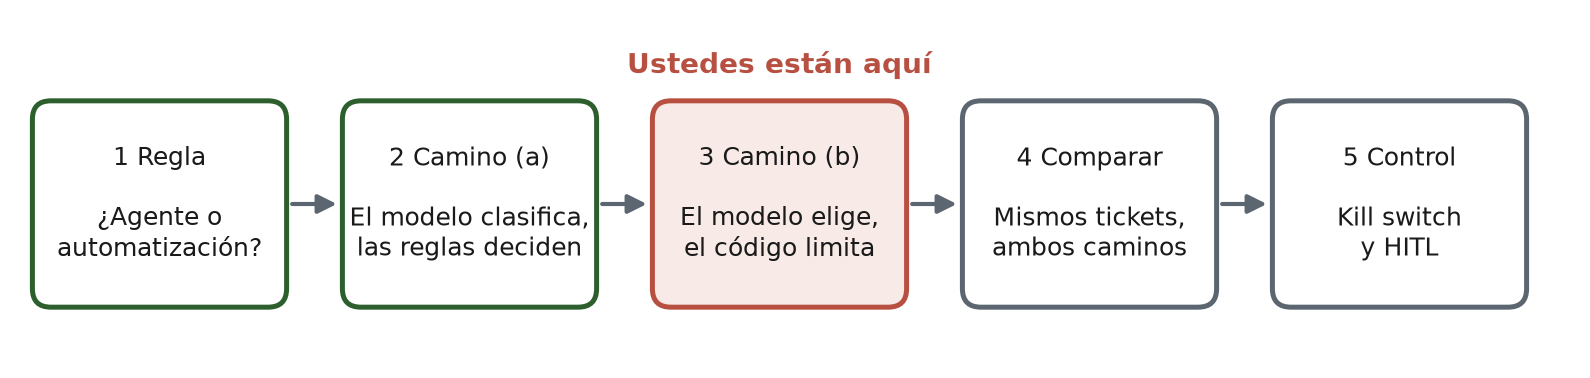 Ustedes están aquí
1 Regla
¿Agente o
automatización?
2 Camino (a)
El modelo clasifica,
las reglas deciden
3 Camino (b)
El modelo elige,
el código limita
4 Comparar
Mismos tickets,
ambos caminos
5 Control
Kill switch
y HITL